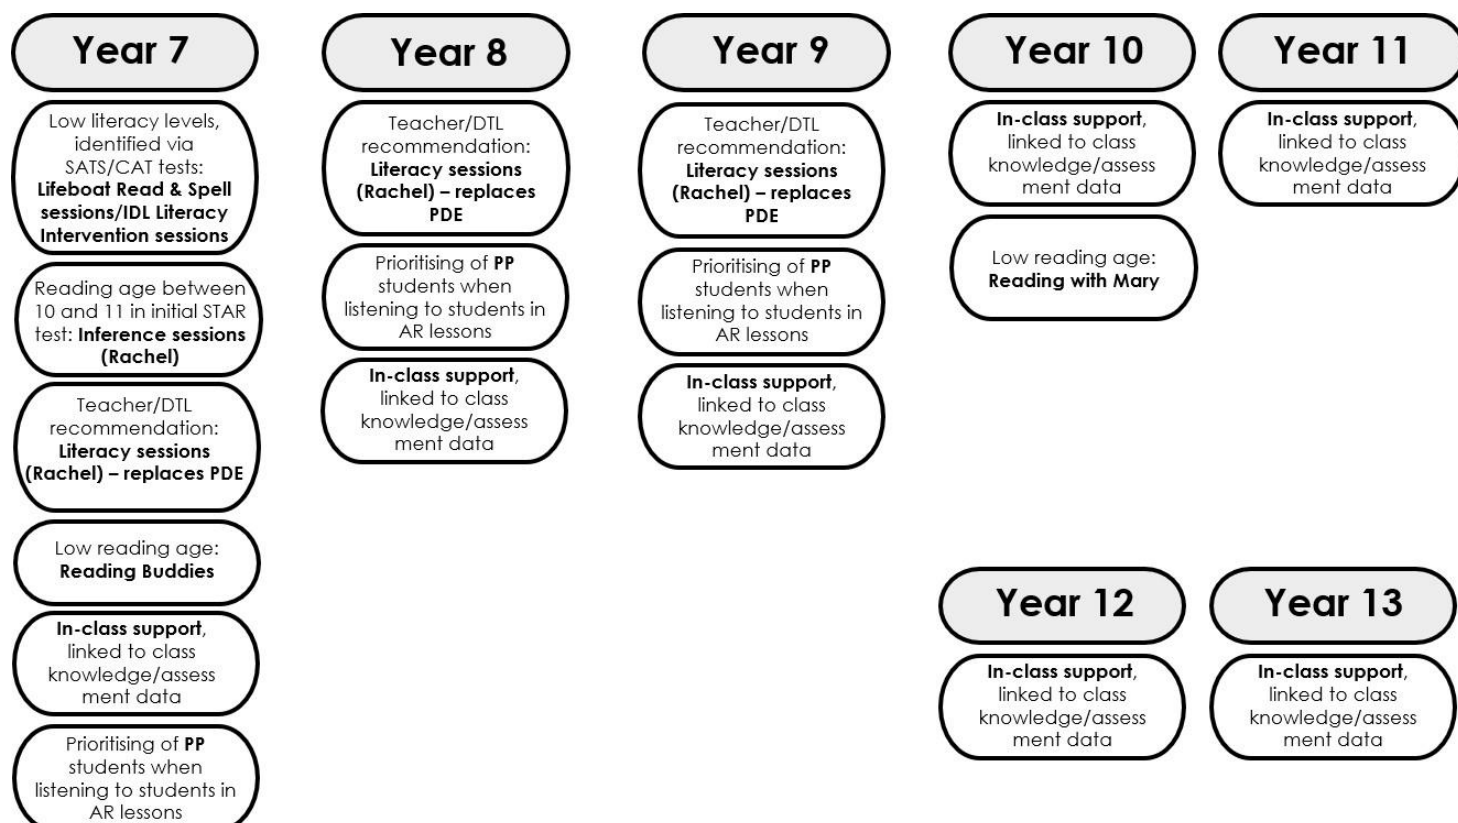 Year 7
Low literacy levels,
identified via
SATS/CAT tests:
Lifeboat Read & Spell
sessions/IDL Literacy
Intervention sessions
Reading age between
10 and 11 in initial STAR
test: Inference sessions
(Rachel)
Teacher/DTL
recommendation:
Literacy sessions
(Rachel) – replaces PDE
Low reading age:
Reading Buddies
In-class support,
linked to class
knowledge/assess
ment data
Prioritising of PP
students when
listening to students in
AR lessons
Year 8
Teacher/DTL
recommendation:
Literacy sessions
(Rachel) – replaces
PDE
Prioritising of PP
students when
listening to students in
AR lessons
In-class support,
linked to class
knowledge/assess
ment data
Year 9
Teacher/DTL
recommendation:
Literacy sessions
(Rachel) – replaces
PDE
Prioritising of PP
students when
listening to students in
AR lessons
In-class support,
linked to class
knowledge/assess
ment data
Year 10
In-class support,
linked to class
knowledge/assess
ment data
Low reading age:
Reading with Mary
Year 11
In-class support,
linked to class
knowledge/assess
ment data
Year 12
In-class support,
linked to class
knowledge/assess
ment data
Year 13
In-class support,
linked to class
knowledge/assess
ment data